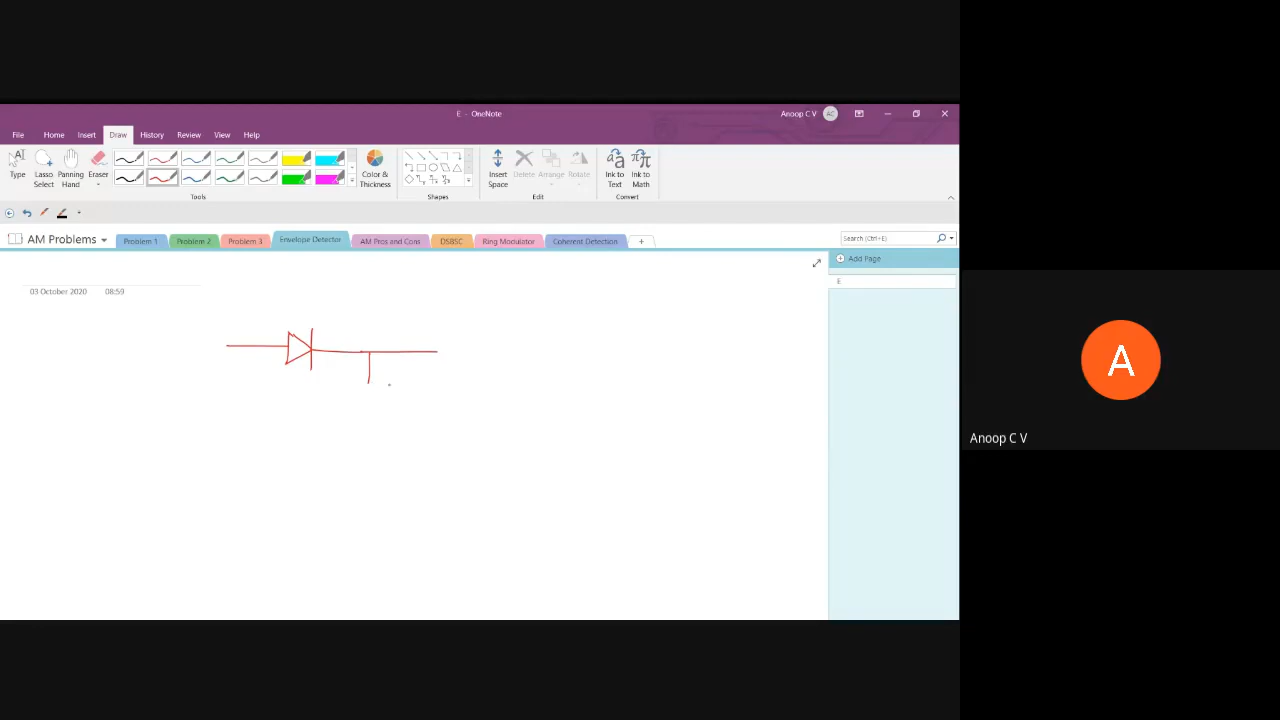 E - OneNote
Anoop C V AC
File Home Insert Draw History Review View Help
Type Lasso Select Panning Hand Eraser Color & Thickness Insert Space Delete Arrange Rotate Ink to Text Ink to Math
Tools Shapes Edit Convert
AM Problems Problem 1 Problem 2 Problem 3 Envelope Detector AM Pros and Cons DSBSC Ring Modulator Coherent Detection + Search (Ctrl+E)
Add Page
E
03 October 2020 08:59
A
Anoop C V